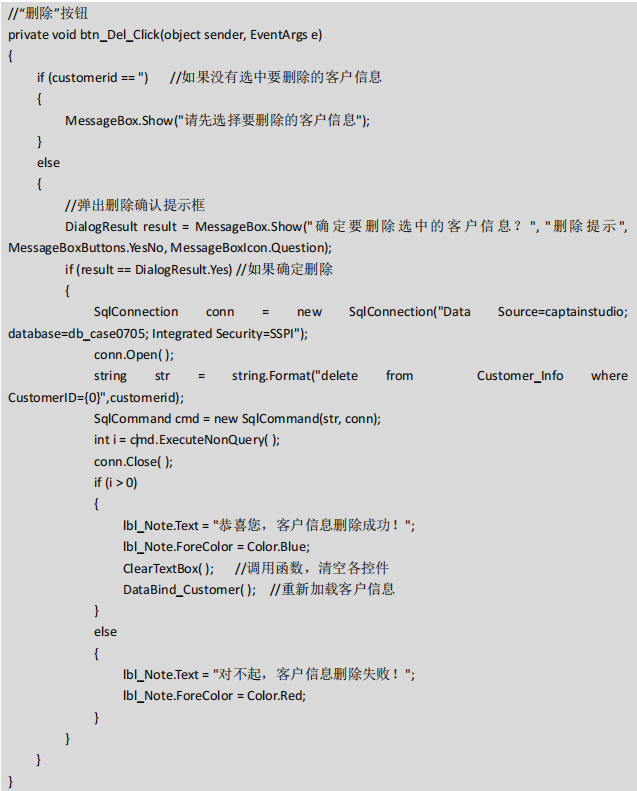 //“删除”按钮
private void btn_Del_Click(object sender, EventArgs e)
{
if (customerid == '') //如果没有选中要删除的客户信息
{
MessageBox.Show("请先选择要删除的客户信息");
}
else
{
//弹出删除确认提示框
DialogResult result = MessageBox.Show("确定要删除选中的客户信息？", "删除提示",
MessageBoxButtons.YesNo, MessageBoxIcon.Question);
if (result == DialogResult.Yes) //如果确定删除
{
SqlConnection conn = new SqlConnection("Data Source=captainstudio;
database=db_case0705; Integrated Security=SSPI");
conn.Open( );
string str = string.Format("delete from Customer_Info where
CustomerID={0}",customerid);
SqlCommand cmd = new SqlCommand(str, conn);
int i = cmd.ExecuteNonQuery( );
conn.Close( );
if (i > 0)
{
lbl_Note.Text = "恭喜您，客户信息删除成功！";
lbl_Note.ForeColor = Color.Blue;
ClearTextBox( ); //调用函数，清空各控件
DataBind_Customer( ); //重新加载客户信息
}
else
{
lbl_Note.Text = "对不起，客户信息删除失败！";
lbl_Note.ForeColor = Color.Red;
}
}
}
}